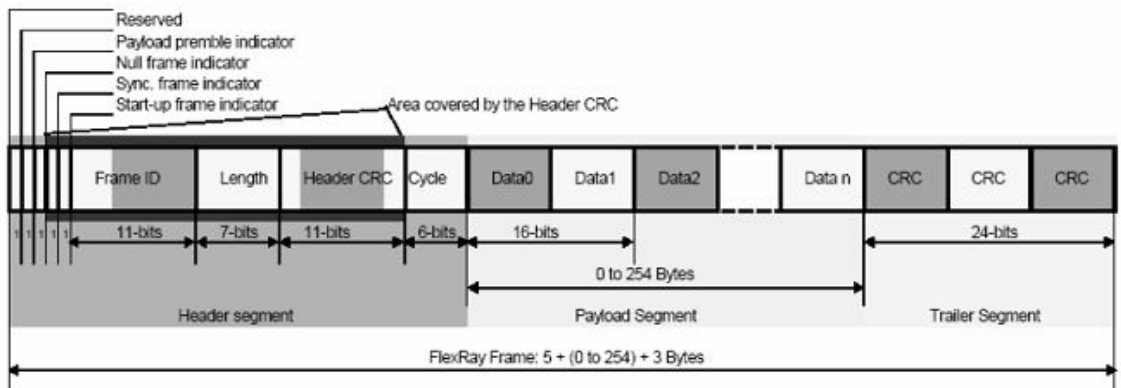 Reserved
Payload premble indicator
Null frame indicator
Sync. frame indicator
Start-up frame indicator
Area covered by the Header CRC
Frame ID Length Header CRC Cycle Data0 Data1 Data2 Data n CRC CRC CRC
1 1 1 1 1 11-bits 7-bits 11-bits 6-bits 16-bits 24-bits
0 to 254 Bytes
Header segment Payload Segment Trailer Segment
FlexRay Frame: 5 + (0 to 254) + 3 Bytes